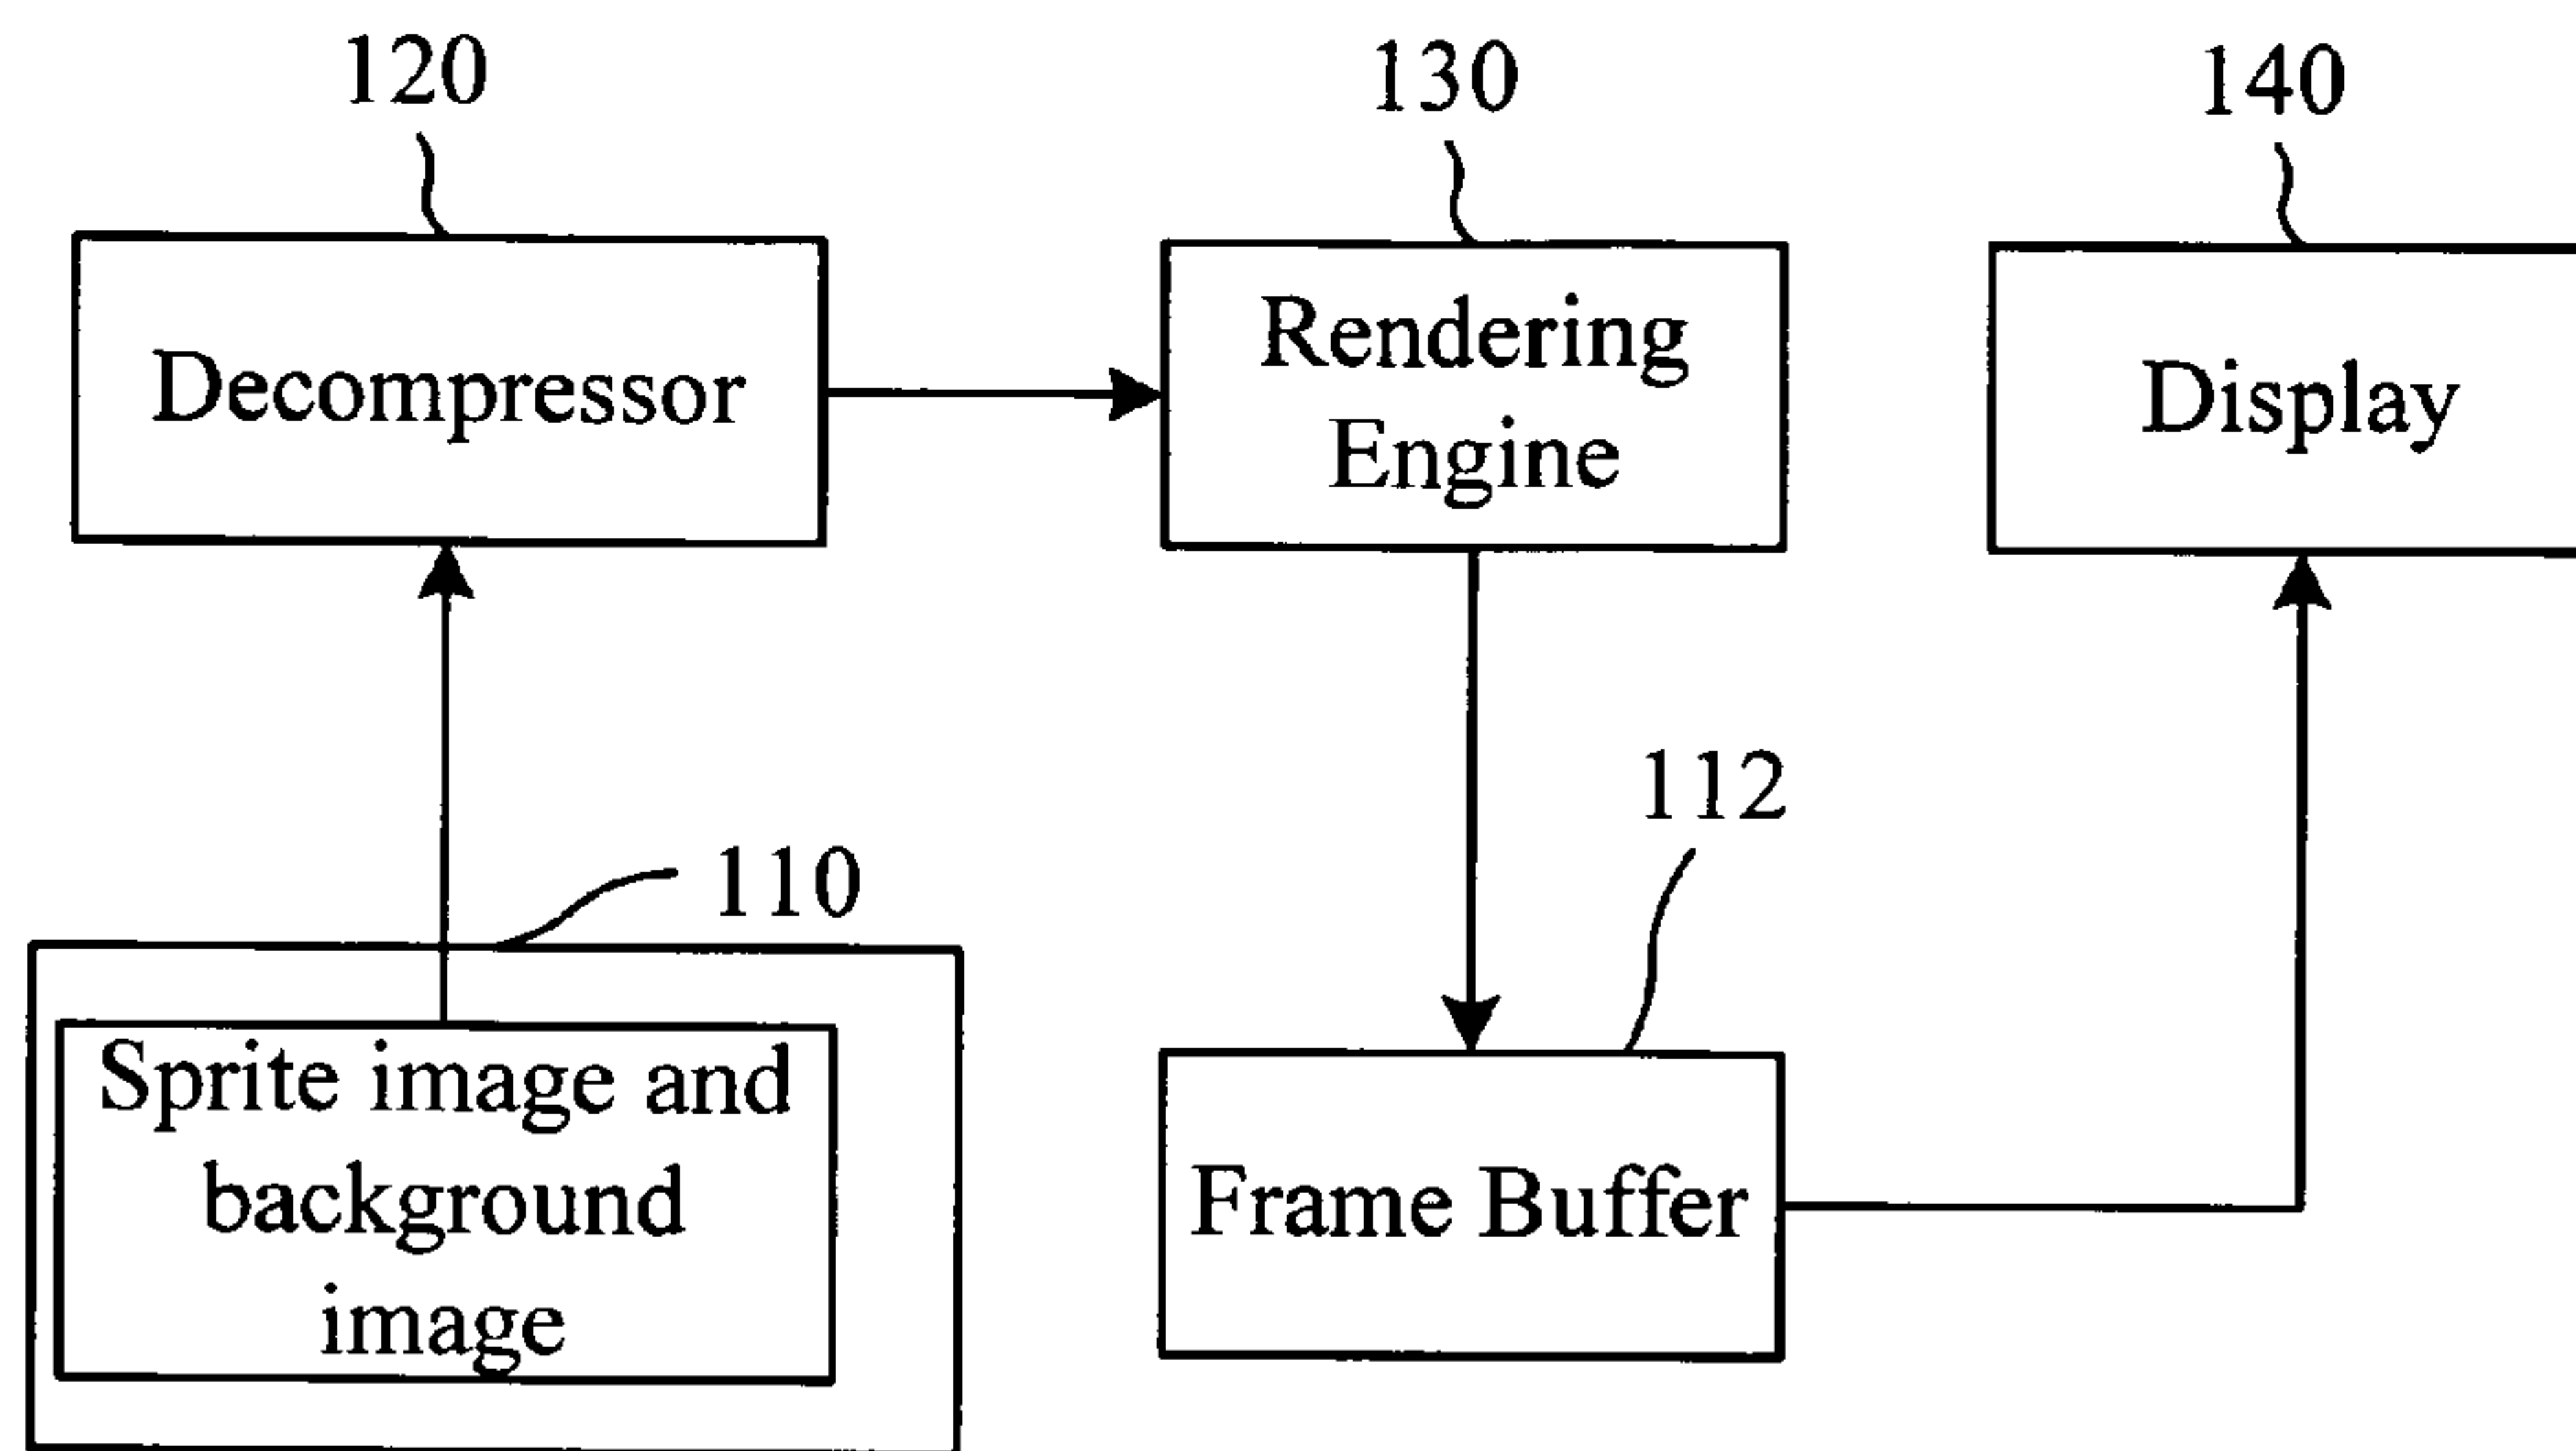 120
130
140
Decompressor
Rendering
Engine
Display
110
112
Sprite image and
background
image
Frame Buffer